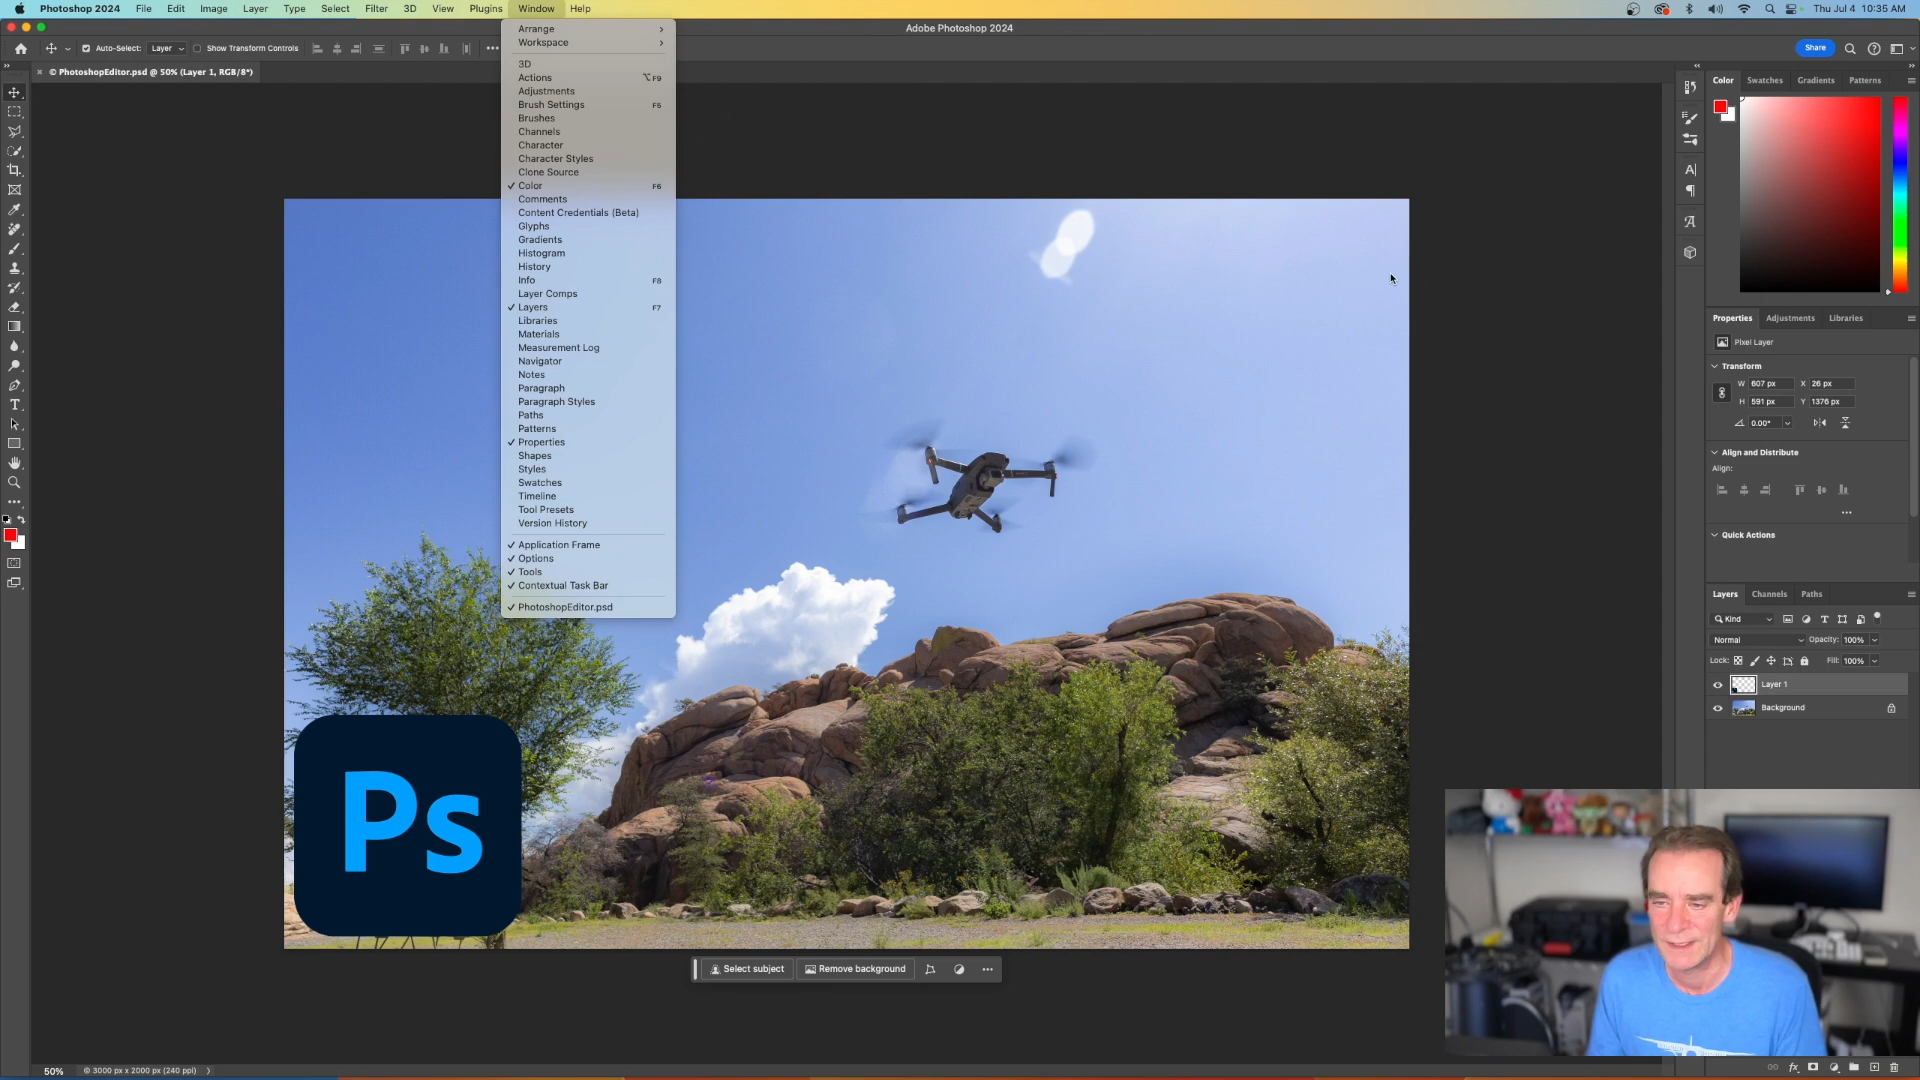 Photoshop 2024 File Edit Image Layer Type Select Filter 3D View Plugins Window Help Thu Jul 4 10:35 AM
Adobe Photoshop 2024
Auto-Select: Layer Show Transform Controls Share
× © PhotoshopEditor.psd @ 50% (Layer 1, RGB/8*)
Arrange
Workspace
3D
Actions ⌥F9
Adjustments
Brush Settings F5
Brushes
Channels
Character
Character Styles
Clone Source
✓ Color F6
Comments
Content Credentials (Beta)
Glyphs
Gradients
Histogram
History
Info F8
Layer Comps
✓ Layers F7
Libraries
Materials
Measurement Log
Navigator
Notes
Paragraph
Paragraph Styles
Paths
Patterns
✓ Properties
Shapes
Styles
Swatches
Timeline
Tool Presets
Version History
✓ Application Frame
✓ Options
✓ Tools
✓ Contextual Task Bar
✓ PhotoshopEditor.psd
Color Swatches Gradients Patterns
Properties Adjustments Libraries
Pixel Layer
Transform
W 607 px X 26 px
H 591 px Y 1376 px
0.00°
Align and Distribute
Align:
Quick Actions
Layers Channels Paths
Kind
Normal Opacity: 100%
Lock: Fill: 100%
Layer 1
Background
Ps
Select subject Remove background
50% © 3000 px x 2000 px (240 ppi)
fx